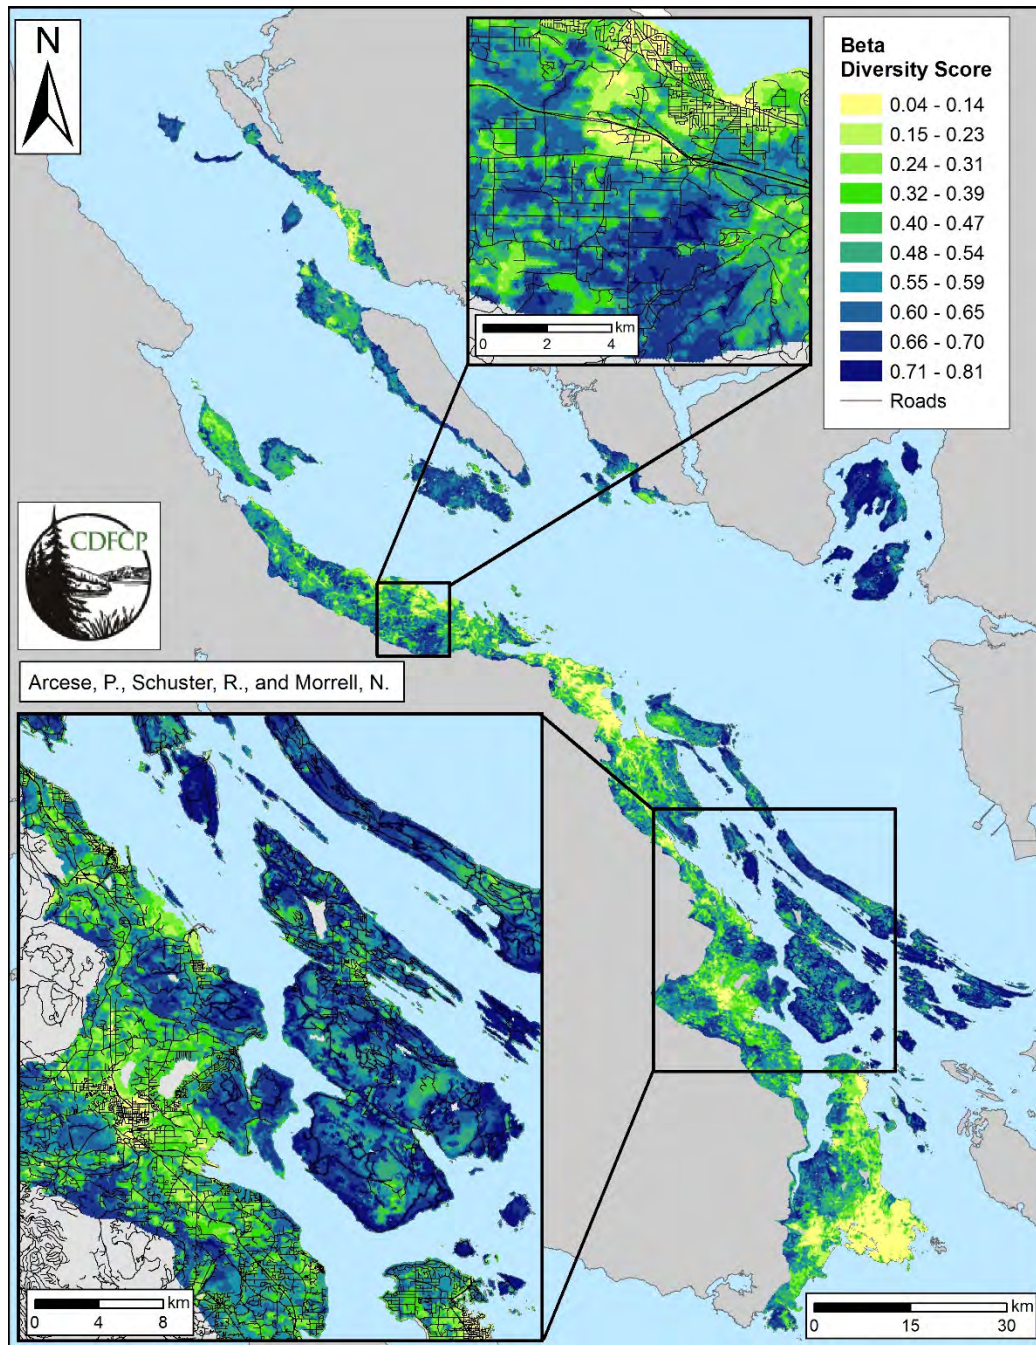 N
Beta
Diversity Score
0.04 - 0.14
0.15 - 0.23
0.24 - 0.31
0.32 - 0.39
0.40 - 0.47
0.48 - 0.54
0.55 - 0.59
0.60 - 0.65
0.66 - 0.70
0.71 - 0.81
Roads
km
0 2 4
CDFCP
Arcese, P., Schuster, R., and Morrell, N.
km
0 4 8
km
0 15 30